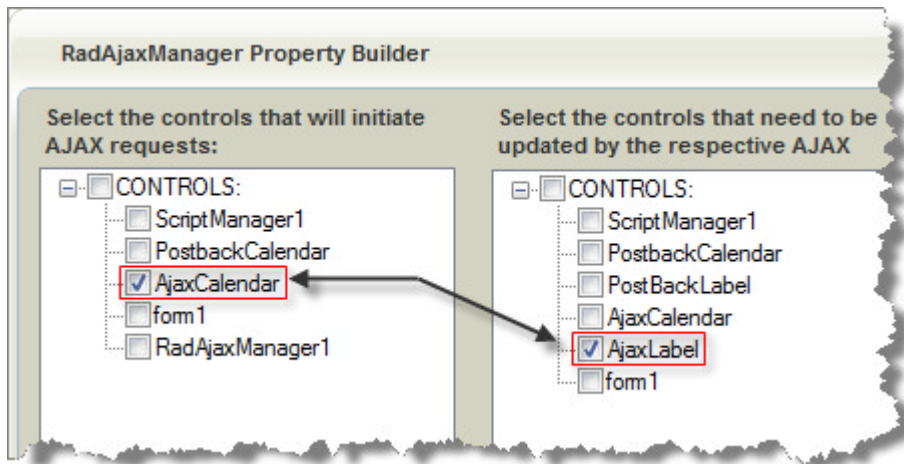 RadAjaxManager Property Builder
Select the controls that will initiate
AJAX requests:
CONTROLS:
ScriptManager1
PostbackCalendar
AjaxCalendar
form1
RadAjaxManager1
Select the controls that need to be
updated by the respective AJAX
CONTROLS:
ScriptManager1
PostbackCalendar
PostBackLabel
AjaxCalendar
AjaxLabel
form1